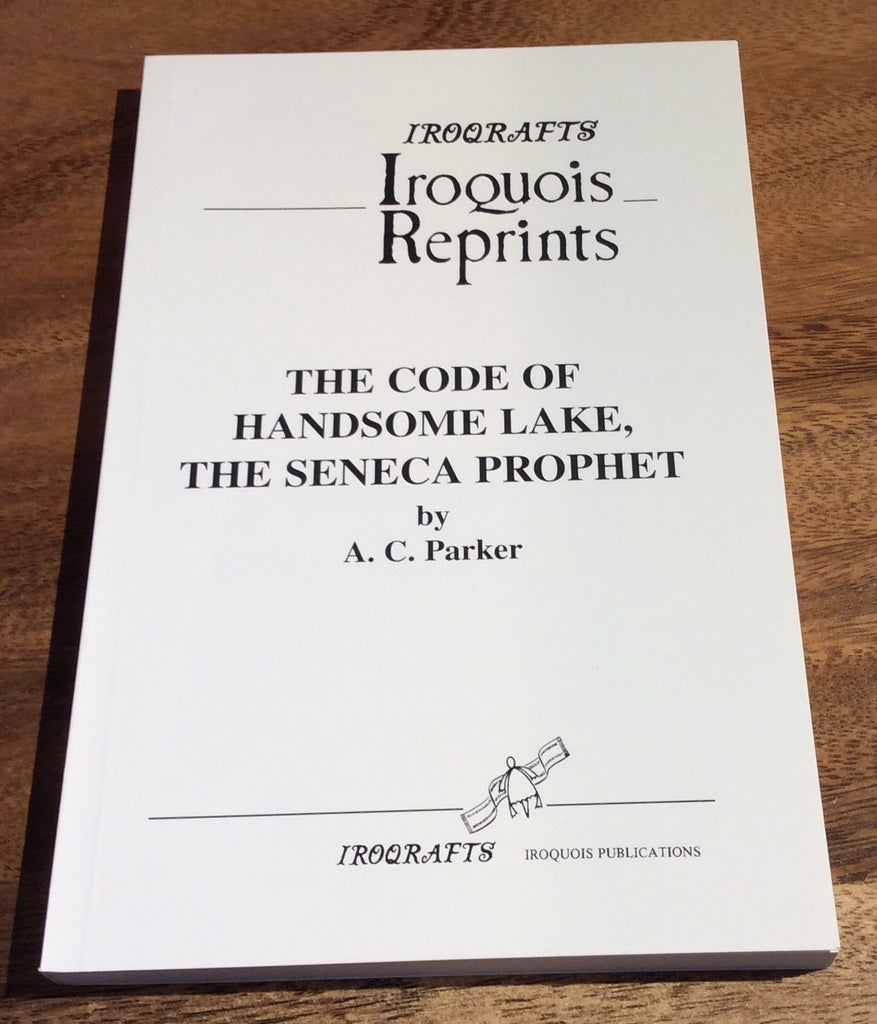 IROQRAFTS
Iroquois
Reprints
THE CODE OF
HANDSOME LAKE,
THE SENECA PROPHET
by
A. C. Parker
IROQRAFTS IROQUOIS PUBLICATIONS